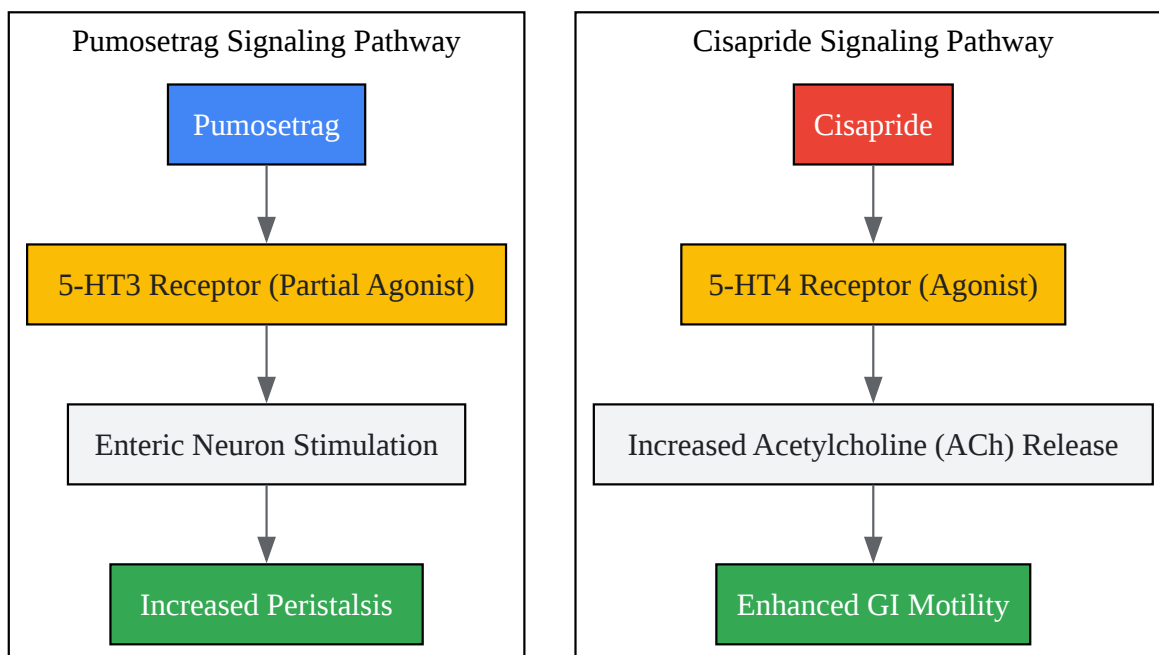 Pumosetrag Signaling Pathway
Pumosetrag
5-HT3 Receptor (Partial Agonist)
Enteric Neuron Stimulation
Increased Peristalsis
Cisapride Signaling Pathway
Cisapride
5-HT4 Receptor (Agonist)
Increased Acetylcholine (ACh) Release
Enhanced GI Motility